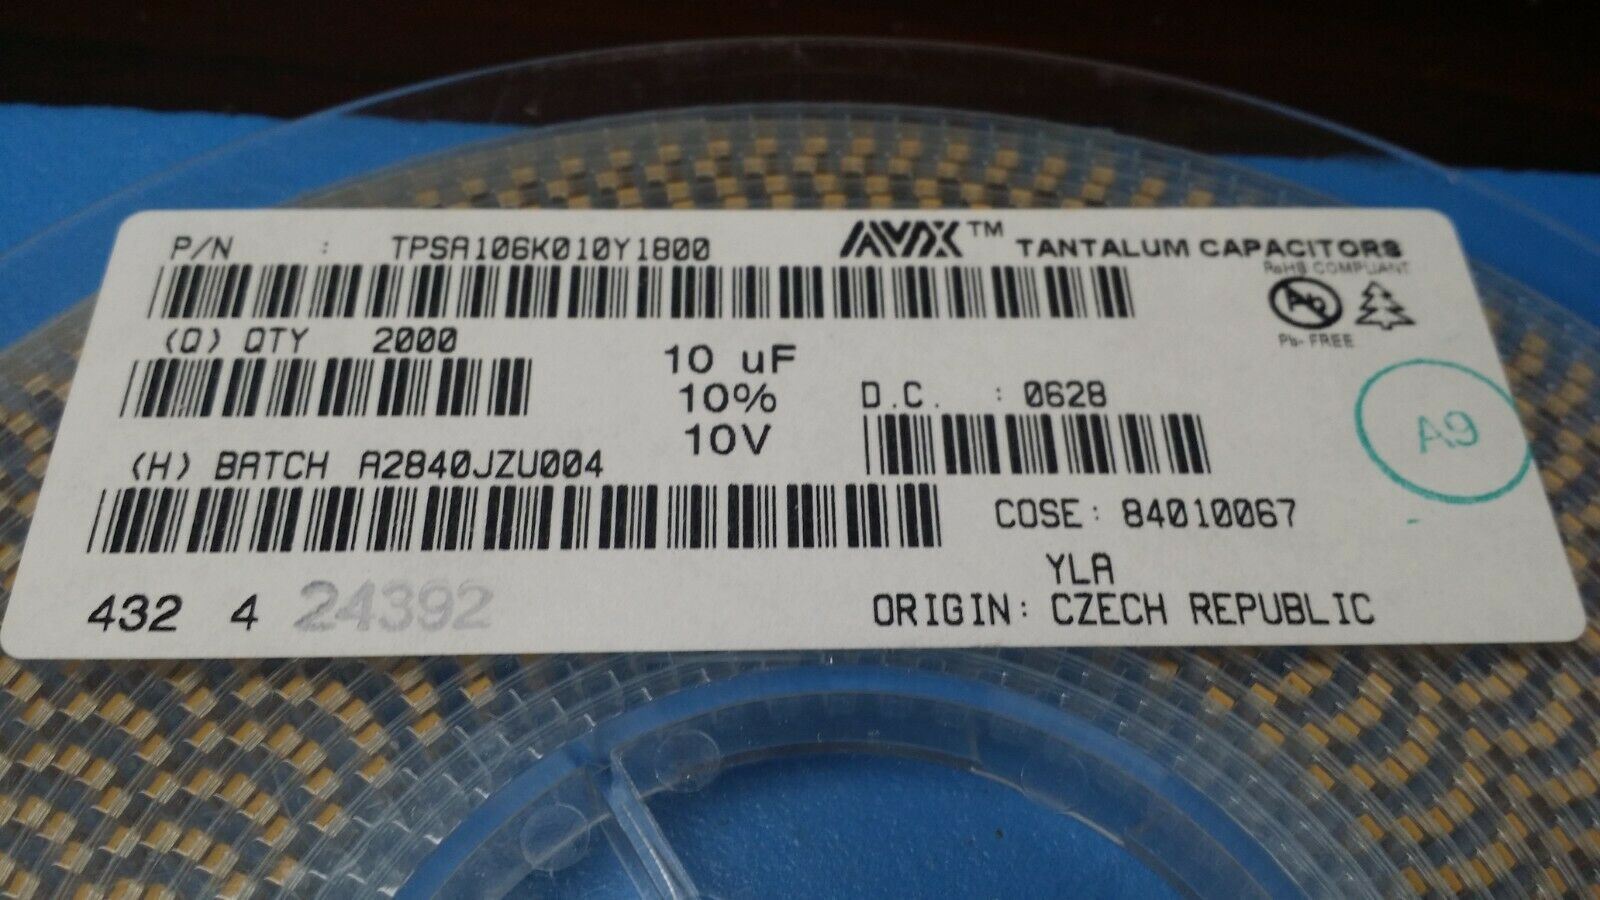 P/N : TPSA106K010Y1800
AVX™ TANTALUM CAPACITORS
RoHS COMPLIANT
Pb
Pb-FREE
(Q) QTY 2000
10 uF
10%
10V
D.C. : 0628
A9
(H) BATCH A2840JZU004
COSE: 84010067
YLA
ORIGIN: CZECH REPUBLIC
432 4 24392